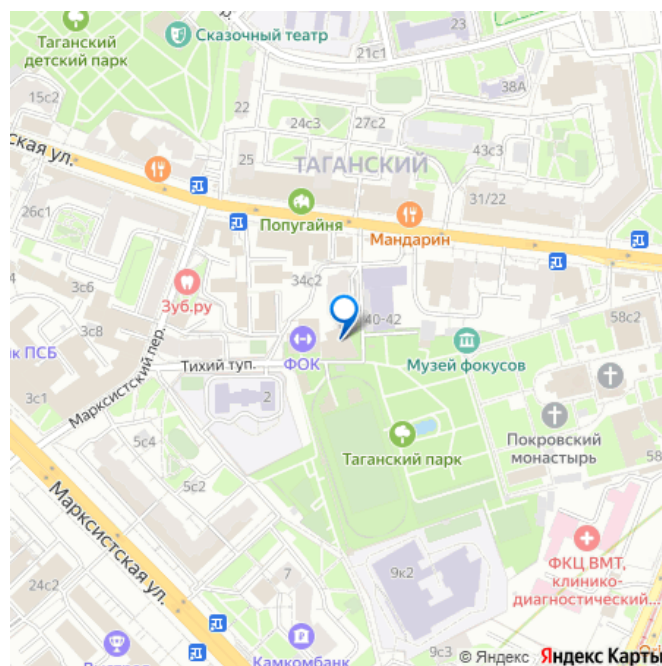 Таганский
детский парк
Сказочный театр
23
21с1
38А
15с2
22
24с3
27с2
43с3
ская ул.
25
ТАГАНСКИЙ
31/22
26с1
Попугайня
Мандарин
3с6
34с2
Зуб.ру
40-42
58с2
3с8
к ПСБ
ФОК
Музей фокусов
Тихий туп.
Марксистский пер.
3с1
2
5с4
Таганский парк
Покровский
монастырь
58
5с2
Марксистская ул.
ФКЦ ВМТ,
клинико-
диагностический...
24с2
7
9к2
9с3
Камкомбанк
© Яндекс
Яндекс Карты